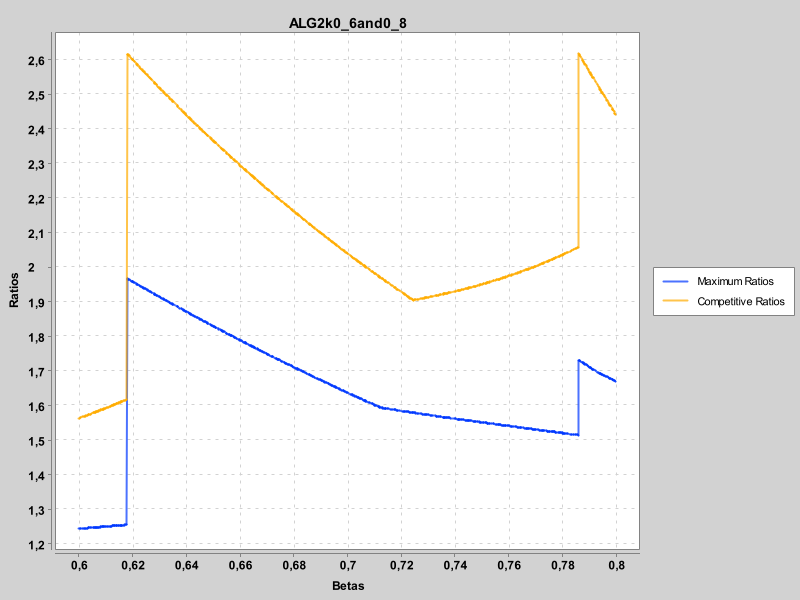 ALG2k0_6and0_8
2,6
2,5
2,4
2,3
2,2
2,1
2
1,9
1,8
1,7
1,6
1,5
1,4
1,3
1,2
Ratios
0,6 0,62 0,64 0,66 0,68 0,7 0,72 0,74 0,76 0,78 0,8
Betas
Maximum Ratios
Competitive Ratios